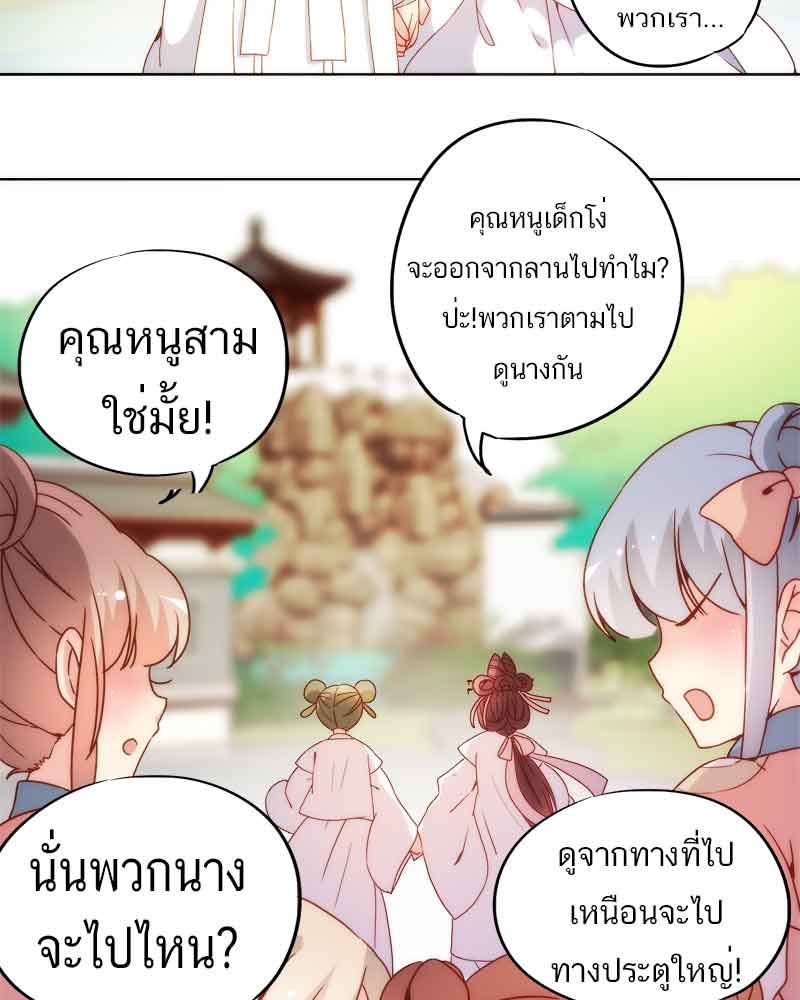 พวกเรา...
คุณหนูสาม
ใช่มั้ย!
คุณหนูเด็กโง่
จะออกจากลานไปทำไม?
ป่ะ!พวกเราตามไป
ดูนางกัน
นั่นพวกนาง
จะไปไหน?
ดูจากทางที่ไป
เหนือนจะไป
ทางประตูใหญ่!